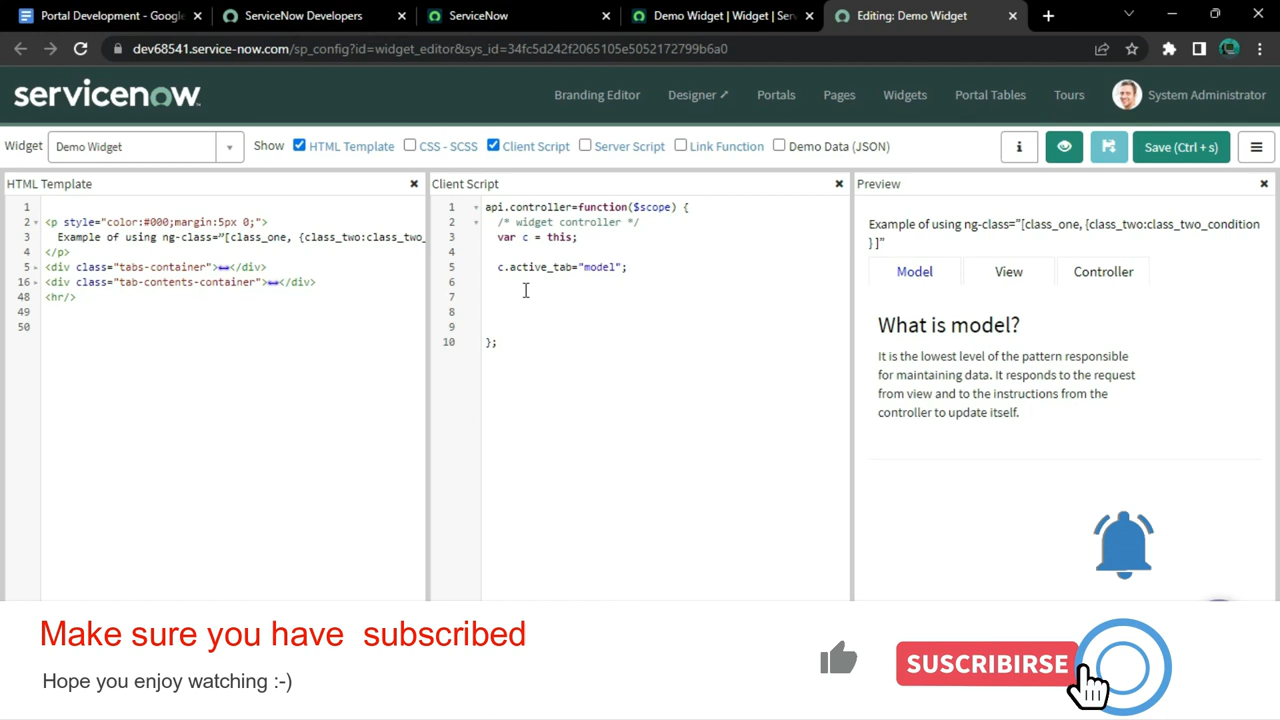 Portal Development - Google
ServiceNow Developers
ServiceNow
Demo Widget | Widget | Serv
Editing: Demo Widget
dev68541.service-now.com/sp_config?id=widget_editor&sys_id=34fc5d242f2065105e5052172799b6a0
servicenow
Branding Editor
Designer
Portals
Pages
Widgets
Portal Tables
Tours
System Administrator
Widget
Demo Widget
Show
HTML Template
CSS - SCSS
Client Script
Server Script
Link Function
Demo Data (JSON)
Save (Ctrl + s)
HTML Template
1
2 <p style="color:#000;margin:5px 0;">
3 Example of using ng-class="[class_one, {class_two:class_two_
4 </p>
5 <div class="tabs-container"></div>
16 <div class="tab-contents-container"></div>
48 <hr/>
49
50
Client Script
1 api.controller=function($scope) {
2 /* widget controller */
3 var c = this;
4
5 c.active_tab="model";
6
7
8
9
10 };
Preview
Example of using ng-class="[class_one, {class_two:class_two_condition
} ]"
Model
View
Controller
What is model?
It is the lowest level of the pattern responsible
for maintaining data. It responds to the request
from view and to the instructions from the
controller to update itself.
Make sure you have subscribed
Hope you enjoy watching :-)
SUSCRIBIRSE